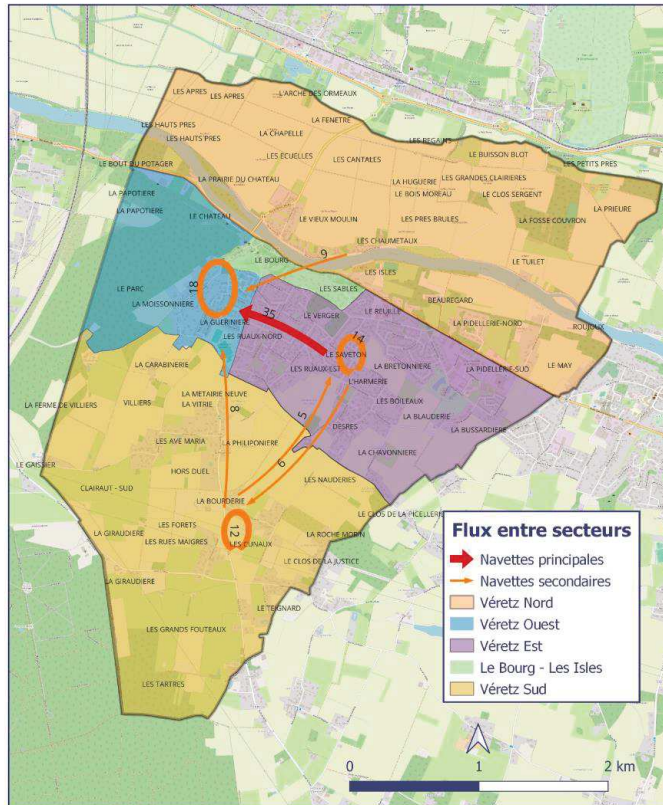 LES APRES
LES APRES
L'ARCHE DES ORMEAUX
LA FENETRE
LES HAUTS PRES
LES HAUTS PRES
LA CHAPELLE
LES REGAINS
LES ECUELLES
LES CANTALES
LE BUISSON BLOT
LES PETITS PRES
LE BOUT DU POTAGER
LA PRAIRIE DU CHATEAU
LA HUGUERIE
LES GRANDES CLAIRIERES
LE BOIS MOREAU
LE CLOS SERGENT
LA PAPOTIERE
LA PAPOTIERE
LE CHATEAU
LE VIEUX MOULIN
LES PRES BRULES
LA FOSSE COUVRON
LA PRIEURE
LES CHAUMETAUX
9
LE BOURG
LE TUILET
LES ISLES
LES SABLES
LE PARC
18
LA MOISSONNIERE
BEAUREGARD
LA GUERINIERE
35
LE VERGER
LE REUILLE
LA PIDELLERIE-NORD
ROUJOUX
LES RUAUX-NORD
14
LE SAVETON
LA CARABINERIE
LES RUAUX-EST
LA BRETONNIERE
LA PIDELLERIE-SUD
LE MAY
L'HARMERIE
LA FERME DE VILLIERS
VILLIERS
LA METAIRIE NEUVE
LA VITRIE
8
5
LES BOILEAUX
LA BLAUDERIE
LES AVE MARIA
LA PHILIPONIERE
DESRES
LA BUSSARDIERE
LE GAISSIER
HORS DUEL
6
LA CHAVONNIERE
CLAIRAUT - SUD
LES NAUDERIES
LA BOURDERIE
LE CLOS DE LA PICELLERIE
LA GIRAUDIERE
LES FORETS
12
LES RUES MAIGRES
LES CUNAUX
LA ROCHE MORIN
LE CLOS DE LA JUSTICE
LA GIRAUDIERE
LE TEIGNARD
LES GRANDS FOUTEAUX
LES TARTRES
Flux entre secteurs
Navettes principales
Navettes secondaires
Véretz Nord
Véretz Ouest
Véretz Est
Le Bourg - Les Isles
Véretz Sud
0 1 2 km